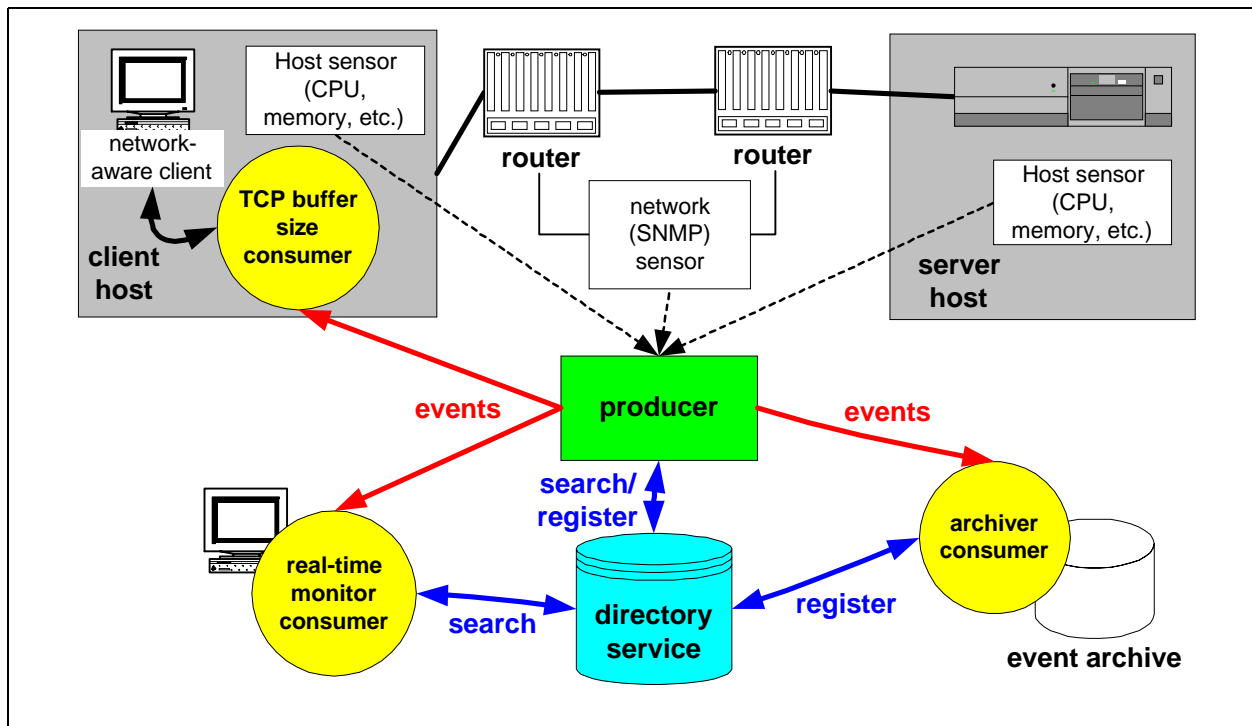 Host sensor
(CPU,
memory, etc.)
network-
aware client
TCP buffer
size
consumer
client
host
router
router
network
(SNMP)
sensor
Host sensor
(CPU,
memory, etc.)
server
host
producer
events
events
search/
register
real-time
monitor
consumer
search
directory
service
register
archiver
consumer
event archive